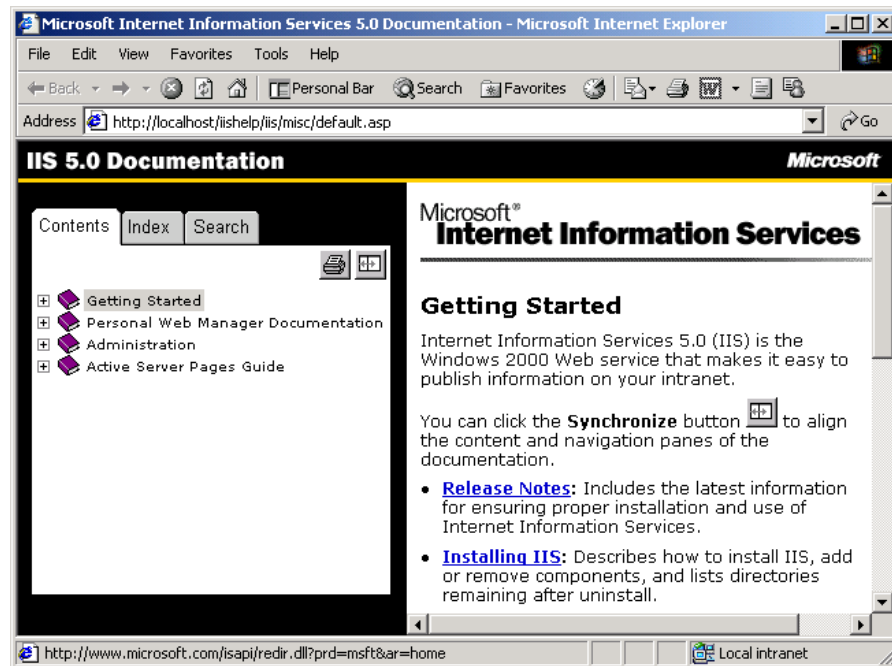 Microsoft Internet Information Services 5.0 Documentation - Microsoft Internet Explorer
File Edit View Favorites Tools Help
Back Personal Bar Search Favorites
Address http://localhost/iishelp/iis/misc/default.asp Go
IIS 5.0 Documentation Microsoft
Contents Index Search
Getting Started
Personal Web Manager Documentation
Administration
Active Server Pages Guide
Microsoft®
Internet Information Services
Getting Started
Internet Information Services 5.0 (IIS) is the
Windows 2000 Web service that makes it easy to
publish information on your intranet.
You can click the Synchronize button to align
the content and navigation panes of the
documentation.
• Release Notes: Includes the latest information
for ensuring proper installation and use of
Internet Information Services.
• Installing IIS: Describes how to install IIS, add
or remove components, and lists directories
remaining after uninstall.
http://www.microsoft.com/isapi/redir.dll?prd=msft&ar=home Local intranet